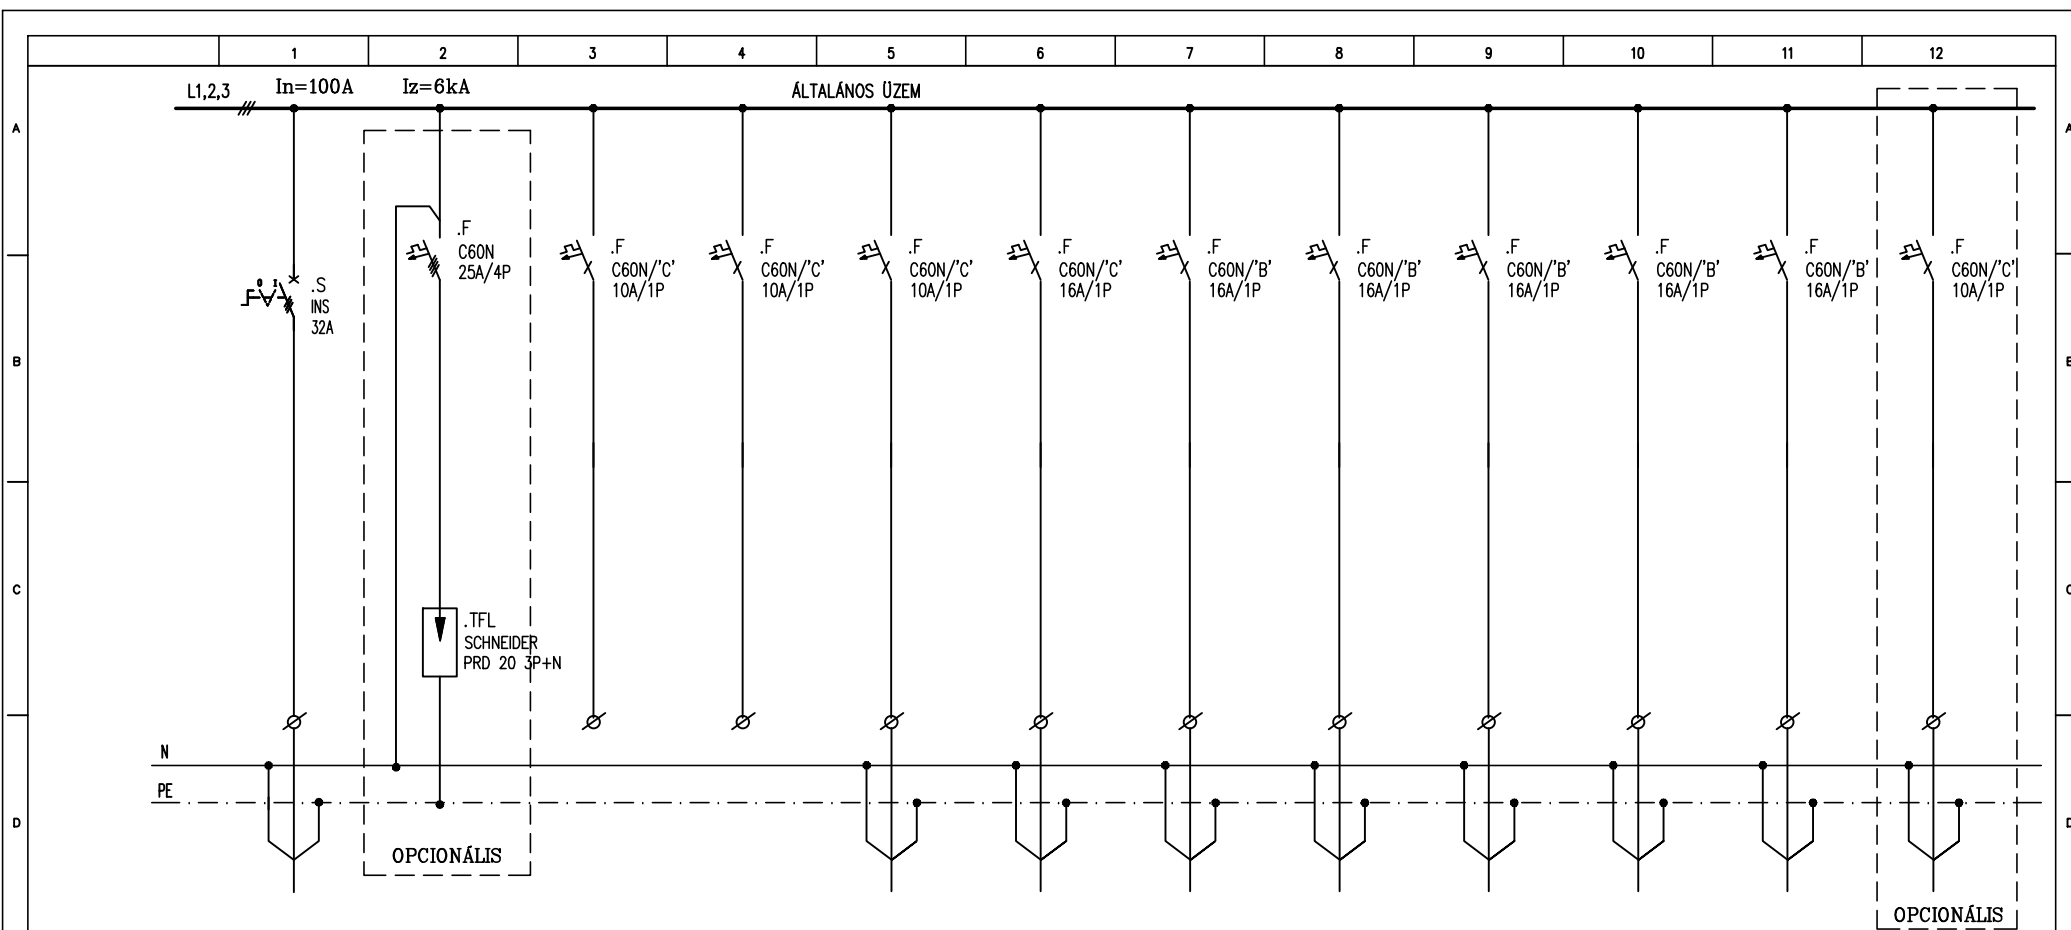 1 2 3 4 5 6 7 8 9 10 11 12
L1,2,3 In=100A Iz=6kA ÁLTALÁNOS ÜZEM
A A
.F
C60N
25A/4P
.F
C60N/'C'
10A/1P
.F
C60N/'C'
10A/1P
.F
C60N/'C'
10A/1P
.F
C60N/'C'
16A/1P
.F
C60N/'B'
16A/1P
.F
C60N/'B'
16A/1P
.F
C60N/'B'
16A/1P
.F
C60N/'B'
16A/1P
.F
C60N/'B'
16A/1P
.F
C60N/'C'
10A/1P
0 I
.S
INS
32A
B B
C C
.TFL
SCHNEIDER
PRD 20 3P+N
N
PE
D D
OPCIONÁLIS
OPCIONÁLIS